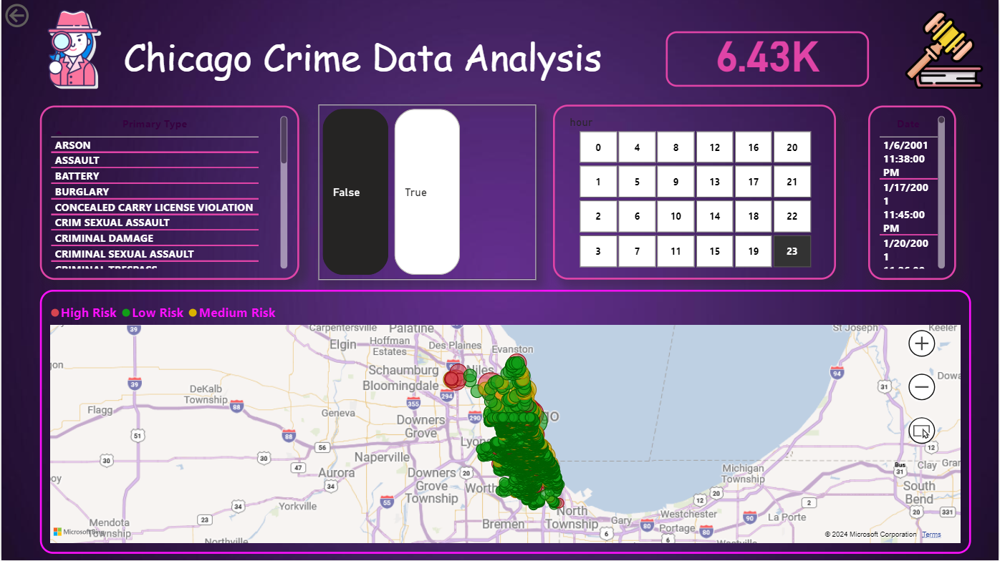 Chicago Crime Data Analysis
6.43K
Primary Type
ARSON
ASSAULT
BATTERY
BURGLARY
CONCEALED CARRY LICENSE VIOLATION
CRIM SEXUAL ASSAULT
CRIMINAL DAMAGE
CRIMINAL SEXUAL ASSAULT
CRIMINAL TRESPASS
False
True
hour
0 4 8 12 16 20
1 5 9 13 17 21
2 6 10 14 18 22
3 7 11 15 19 23
Date
1/6/2001
11:38:00
PM
1/17/200
1
11:45:00
PM
1/20/200
1
High Risk Low Risk Medium Risk
39
Carpentersville
Palatine
St Joseph
Keeler
Elgin
Hoffman
Estates
Des Plaines
Evanston
Schaumburg
Niles
94
Bloomingdale
39
31
DeKalb
Township
88
294
355
290
go
Flagg
Geneva
Downers
Grove
51
88
56
Lyons
12
30
30
47
Naperville
Aurora
34
Downers
Grove
Township
20
Worth
Michigan
Township
Bus
31
Clay
South
Bend
34
Yorkville
55
12
20
2
20
331
23
Mendota
Township
Bremen
North
Township
Gary
Westchester
90
La Porte
80
Portage
80
6
6
Northville
Microsoft Bing
© 2024 Microsoft Corporation Terms